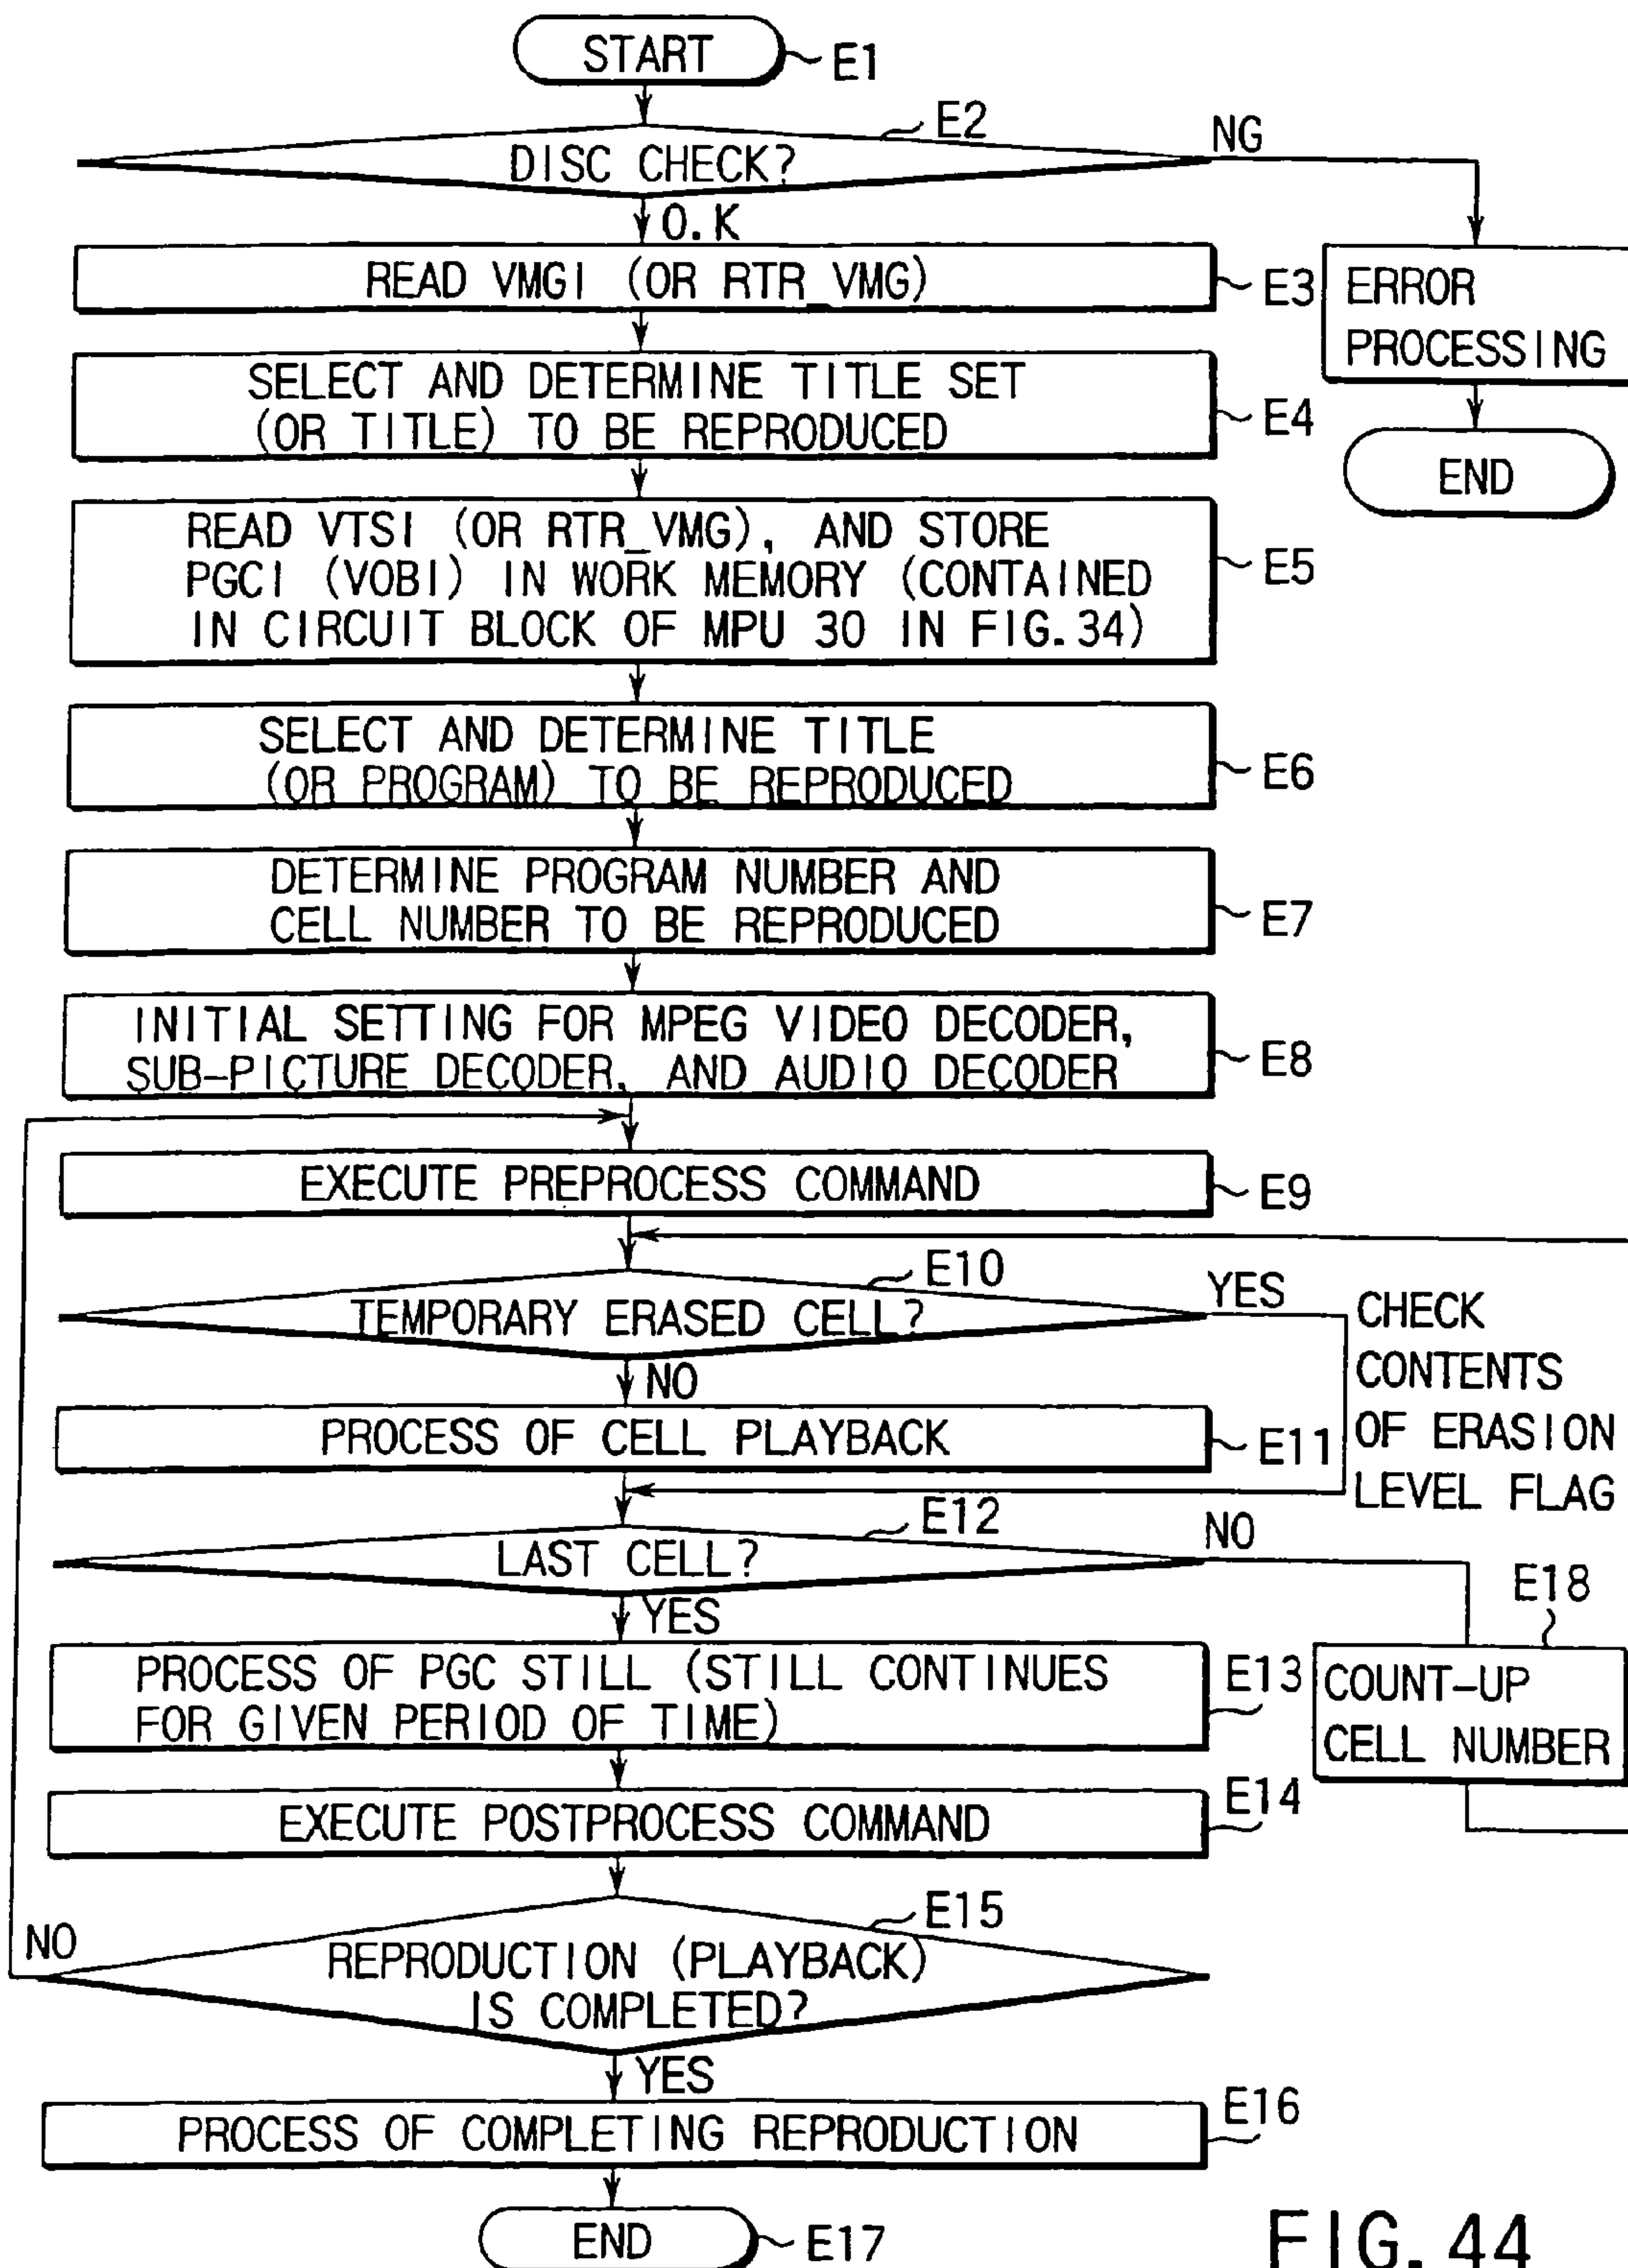 START
E1
E2
DISC CHECK?
NG
O.K
READ VMGI (OR RTR_VMG)
E3
ERROR
PROCESSING
END
SELECT AND DETERMINE TITLE SET
(OR TITLE) TO BE REPRODUCED
E4
READ VTSI (OR RTR_VMG), AND STORE
PGCI (VOBI) IN WORK MEMORY (CONTAINED
IN CIRCUIT BLOCK OF MPU 30 IN FIG.34)
E5
SELECT AND DETERMINE TITLE
(OR PROGRAM) TO BE REPRODUCED
E6
DETERMINE PROGRAM NUMBER AND
CELL NUMBER TO BE REPRODUCED
E7
INITIAL SETTING FOR MPEG VIDEO DECODER,
SUB-PICTURE DECODER, AND AUDIO DECODER
E8
EXECUTE PREPROCESS COMMAND
E9
E10
TEMPORARY ERASED CELL?
YES
NO
CHECK
CONTENTS
OF ERASION
LEVEL FLAG
PROCESS OF CELL PLAYBACK
E11
E12
LAST CELL?
NO
YES
E18
COUNT-UP
CELL NUMBER
PROCESS OF PGC STILL (STILL CONTINUES
FOR GIVEN PERIOD OF TIME)
E13
EXECUTE POSTPROCESS COMMAND
E14
E15
NO
REPRODUCTION (PLAYBACK)
IS COMPLETED?
YES
PROCESS OF COMPLETING REPRODUCTION
E16
END
E17
FIG. 44